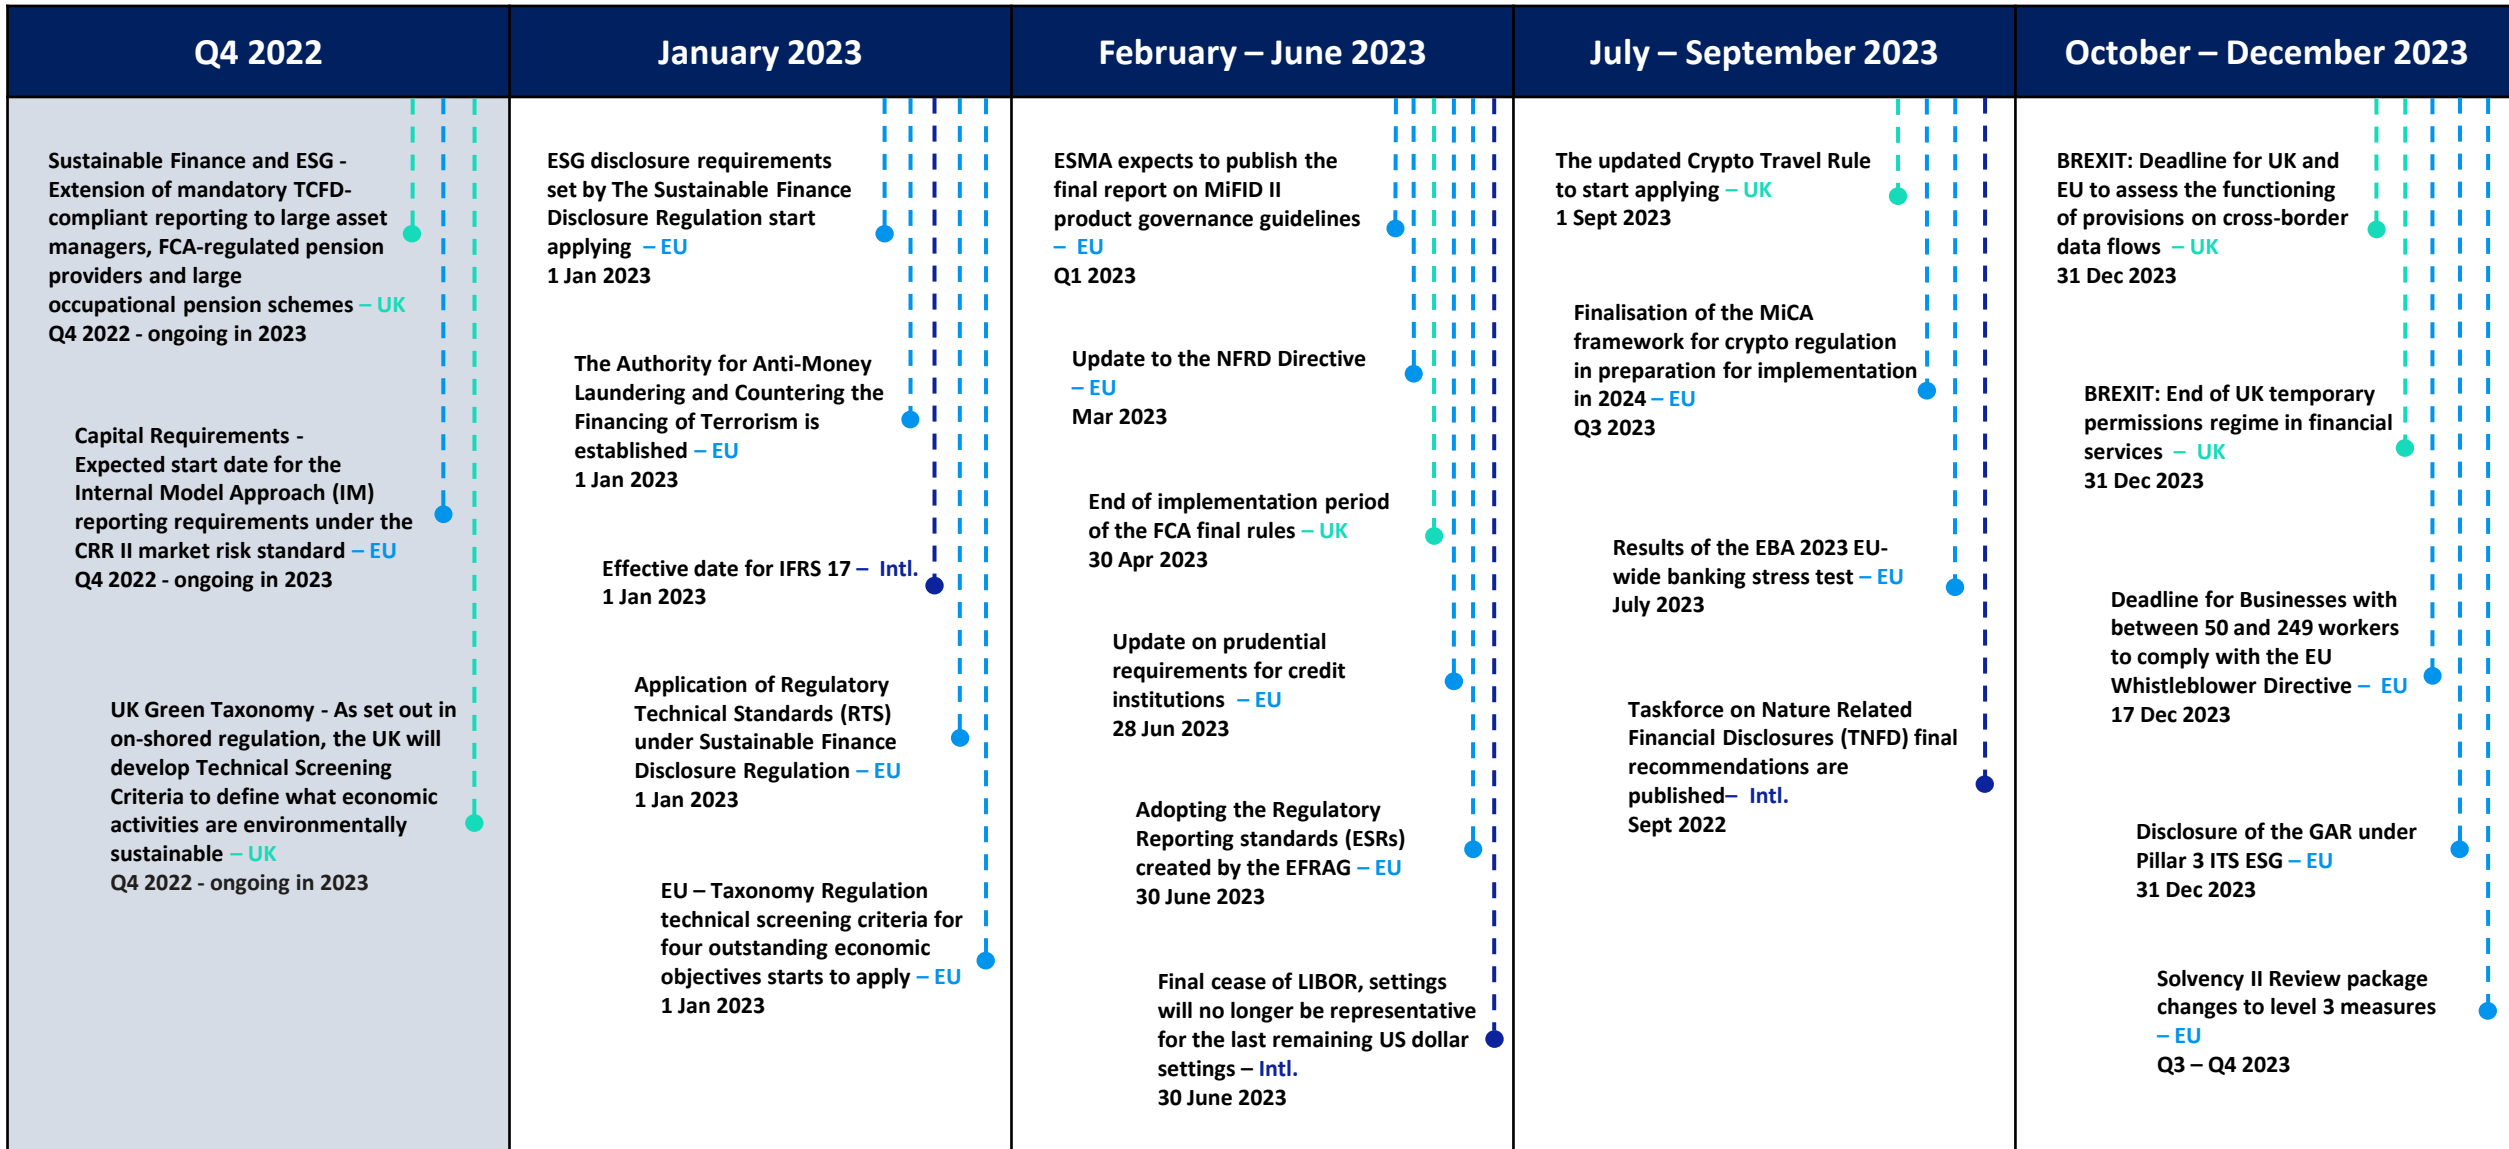 Q4 2022
Sustainable Finance and ESG -
Extension of mandatory TCFD-
compliant reporting to large asset
managers, FCA-regulated pension
providers and large
occupational pension schemes – UK
Q4 2022 - ongoing in 2023
Capital Requirements -
Expected start date for the
Internal Model Approach (IM)
reporting requirements under the
CRR II market risk standard – EU
Q4 2022 - ongoing in 2023
UK Green Taxonomy - As set out in
on-shored regulation, the UK will
develop Technical Screening
Criteria to define what economic
activities are environmentally
sustainable – UK
Q4 2022 - ongoing in 2023
January 2023
ESG disclosure requirements
set by The Sustainable Finance
Disclosure Regulation start
applying – EU
1 Jan 2023
The Authority for Anti-Money
Laundering and Countering the
Financing of Terrorism is
established – EU
1 Jan 2023
Effective date for IFRS 17 – Intl.
1 Jan 2023
Application of Regulatory
Technical Standards (RTS)
under Sustainable Finance
Disclosure Regulation – EU
1 Jan 2023
EU – Taxonomy Regulation
technical screening criteria for
four outstanding economic
objectives starts to apply – EU
1 Jan 2023
February – June 2023
ESMA expects to publish the
final report on MiFID II
product governance guidelines
– EU
Q1 2023
Update to the NFRD Directive
– EU
Mar 2023
End of implementation period
of the FCA final rules – UK
30 Apr 2023
Update on prudential
requirements for credit
institutions – EU
28 Jun 2023
Adopting the Regulatory
Reporting standards (ESRs)
created by the EFRAG – EU
30 June 2023
Final cease of LIBOR, settings
will no longer be representative
for the last remaining US dollar
settings – Intl.
30 June 2023
July – September 2023
The updated Crypto Travel Rule
to start applying – UK
1 Sept 2023
Finalisation of the MiCA
framework for crypto regulation
in preparation for implementation
in 2024 – EU
Q3 2023
Results of the EBA 2023 EU-
wide banking stress test – EU
July 2023
Taskforce on Nature Related
Financial Disclosures (TNFD) final
recommendations are
published– Intl.
Sept 2022
October – December 2023
BREXIT: Deadline for UK and
EU to assess the functioning
of provisions on cross-border
data flows – UK
31 Dec 2023
BREXIT: End of UK temporary
permissions regime in financial
services – UK
31 Dec 2023
Deadline for Businesses with
between 50 and 249 workers
to comply with the EU
Whistleblower Directive – EU
17 Dec 2023
Disclosure of the GAR under
Pillar 3 ITS ESG – EU
31 Dec 2023
Solvency II Review package
changes to level 3 measures
– EU
Q3 – Q4 2023